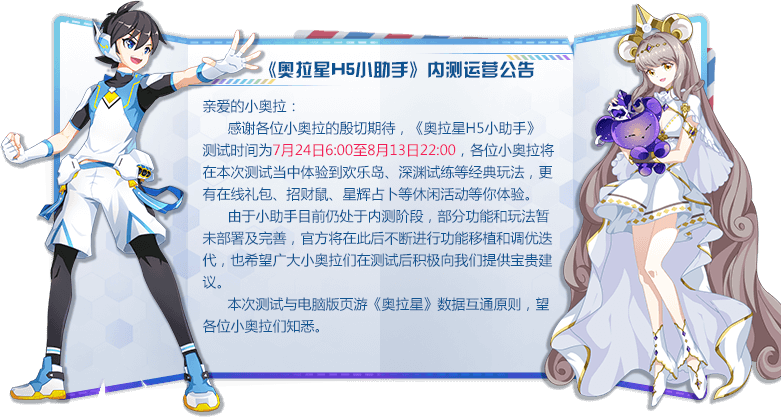 《奥拉星H5小助手》内测运营公告
亲爱的小奥拉：
感谢各位小奥拉的殷切期待，《奥拉星H5小助手》
测试时间为7月24日6:00至8月13日22:00，各位小奥拉将
在本次测试当中体验到欢乐岛、深渊试练等经典玩法，更
有在线礼包、招财鼠、星辉占卜等休闲活动等你体验。
由于小助手目前仍处于内测阶段，部分功能和玩法暂
未部署及完善，官方将在此后不断进行功能移植和调优迭
代，也希望广大小奥拉们在测试后积极向我们提供宝贵建
议。
本次测试与电脑版页游《奥拉星》数据互通原则，望
各位小奥拉们知悉。